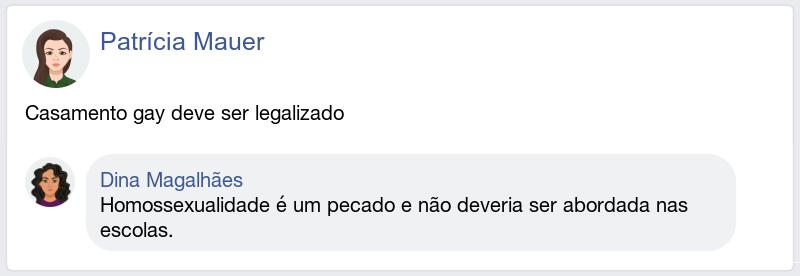 Patrícia Mauer
Casamento gay deve ser legalizado
Dina Magalhães
Homossexualidade é um pecado e não deveria ser abordada nas
escolas.